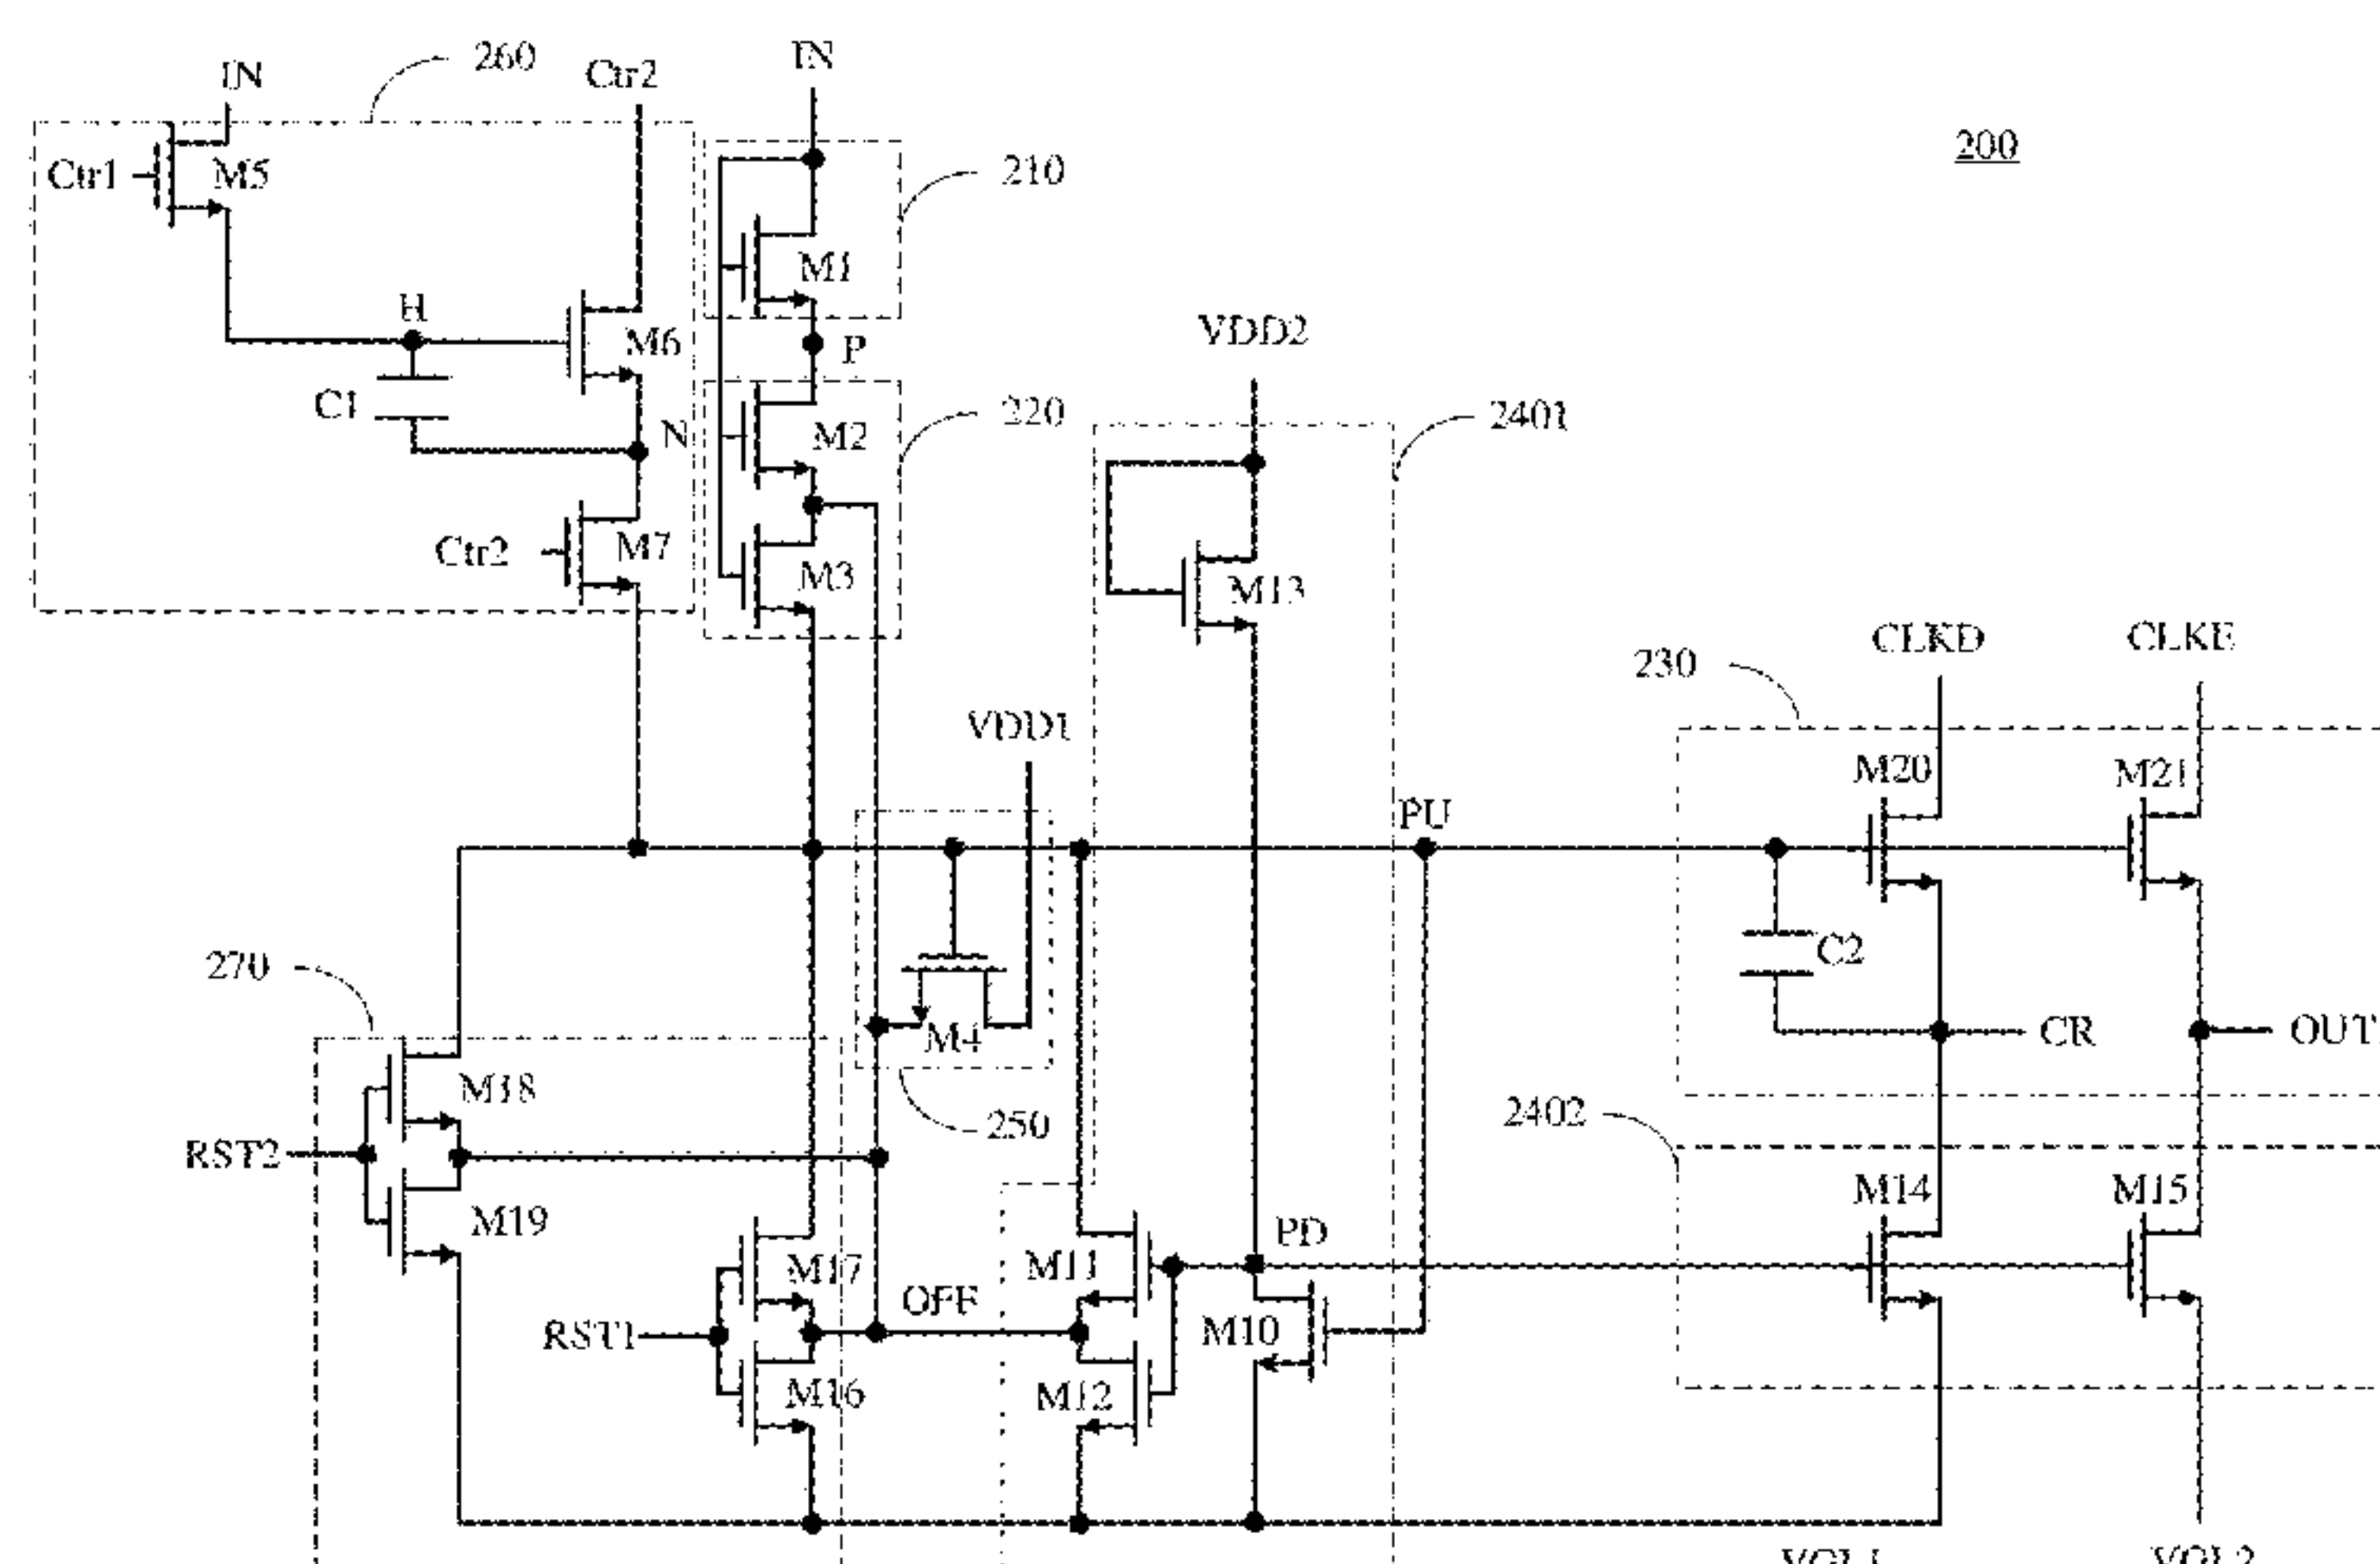 IN
260
Ctr2
IN
200
Ctr1
M5
210
M1
H
M6
P
VDD2
C1
N
M2
220
2401
Ctr2
M7
M3
M13
CLKD
CLKE
230
VDD1
M20
M21
PU
C2
270
M4
CR
OUT
M18
250
2402
RST2
M19
M14
M15
PD
M17
M11
OFF
RST1
M10
M16
M12
VGL1
VGL2